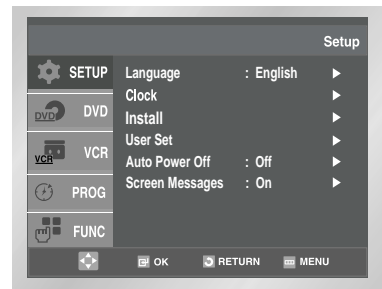 Setup
SETUP
DVD DVD
VCR VCR
PROG
FUNC
Language : English ►
Clock ►
Install ►
User Set ►
Auto Power Off : Off ►
Screen Messages : On ►
OK RETURN MENU